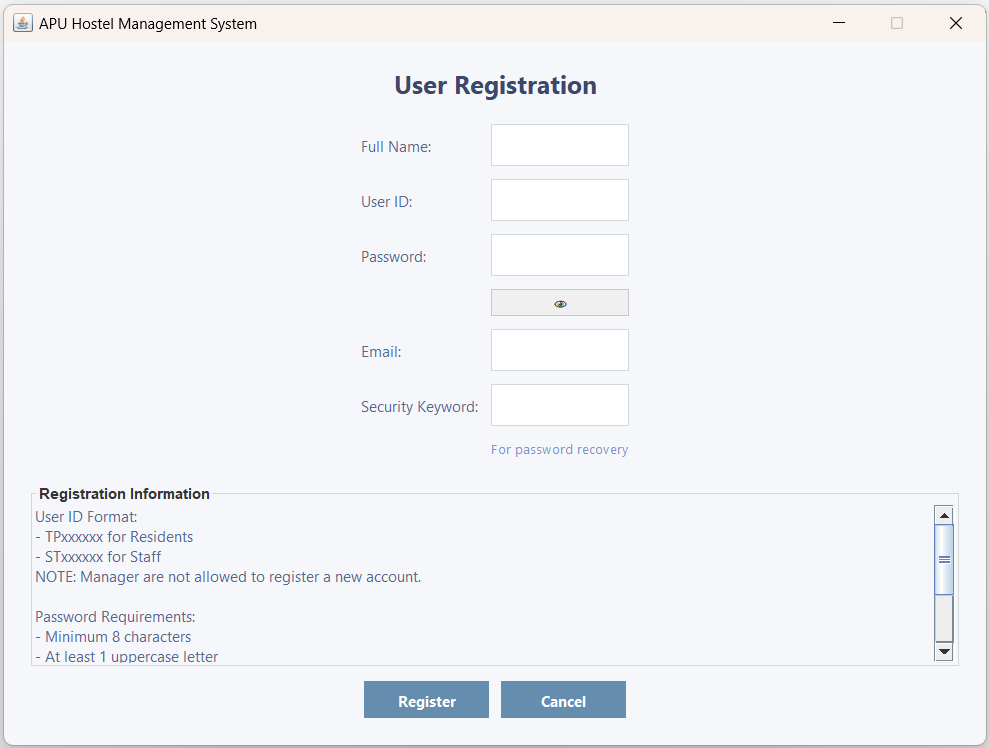 APU Hostel Management System
User Registration
Full Name:
User ID:
Password:
Email:
Security Keyword:
For password recovery
Registration Information
User ID Format:
- TPxxxxxx for Residents
- STxxxxxx for Staff
NOTE: Manager are not allowed to register a new account.
Password Requirements:
- Minimum 8 characters
- At least 1 uppercase letter
Register
Cancel